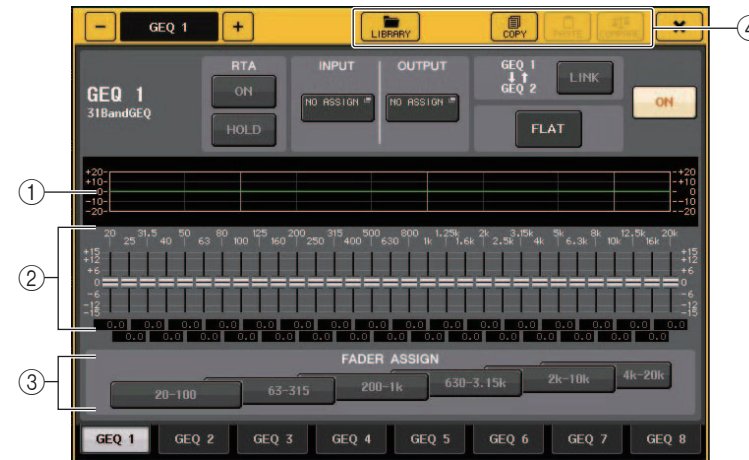 − GEQ 1 + LIBRARY COPY PASTE COMPARE × ④
GEQ 1
31BandGEQ
RTA
ON
HOLD
INPUT OUTPUT
NO ASSIGN NO ASSIGN
GEQ 1
↓↑
GEQ 2
LINK
FLAT
ON
①
+20 +20
+10 +10
0 0
-10 -10
-20 -20
②
20 31.5 50 80 125 200 315 500 800 1.25k 2k 3.15k 5k 8k 12.5k 20k
25 40 63 100 160 250 400 630 1k 1.6k 2.5k 4k 6.3k 10k 16k
+15 +15
+12 +12
+6 +6
0 0
-6 -6
-12 -12
-15 -15
0.0 0.0 0.0 0.0 0.0 0.0 0.0 0.0 0.0 0.0 0.0 0.0 0.0 0.0 0.0 0.0
0.0 0.0 0.0 0.0 0.0 0.0 0.0 0.0 0.0 0.0 0.0 0.0 0.0 0.0 0.0
③
FADER ASSIGN
20-100 63-315 200-1k 630-3.15k 2k-10k 4k-20k
GEQ 1 GEQ 2 GEQ 3 GEQ 4 GEQ 5 GEQ 6 GEQ 7 GEQ 8